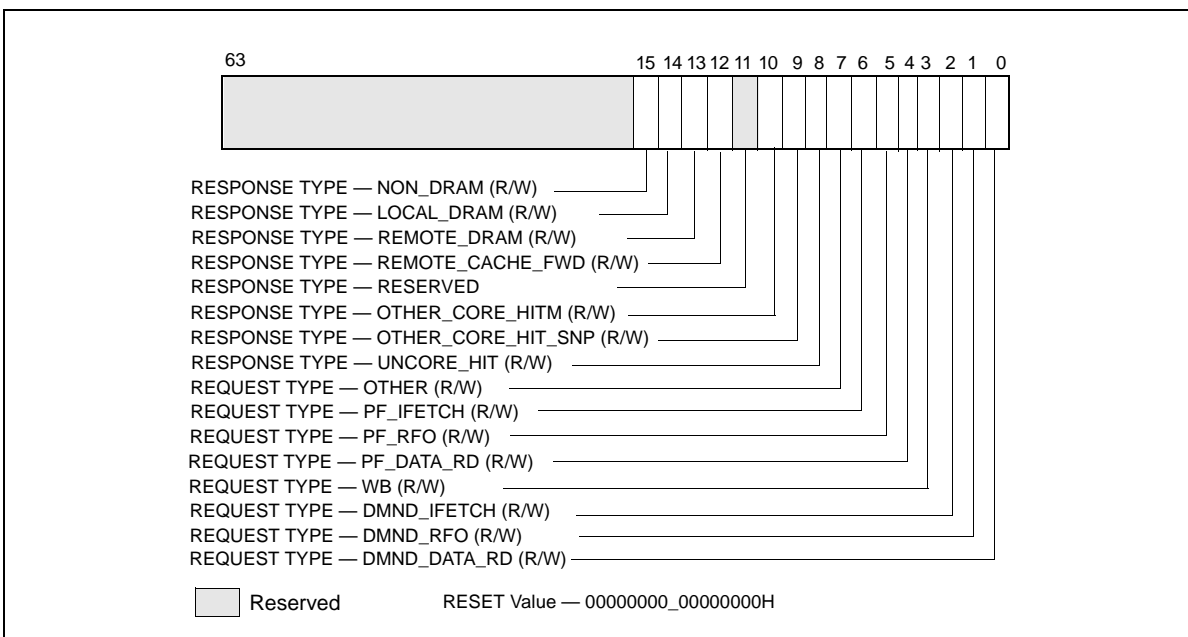 63 15 14 13 12 11 10 9 8 7 6 5 4 3 2 1 0
RESPONSE TYPE — NON_DRAM (R/W)
RESPONSE TYPE — LOCAL_DRAM (R/W)
RESPONSE TYPE — REMOTE_DRAM (R/W)
RESPONSE TYPE — REMOTE_CACHE_FWD (R/W)
RESPONSE TYPE — RESERVED
RESPONSE TYPE — OTHER_CORE_HITM (R/W)
RESPONSE TYPE — OTHER_CORE_HIT_SNP (R/W)
RESPONSE TYPE — UNCORE_HIT (R/W)
REQUEST TYPE — OTHER (R/W)
REQUEST TYPE — PF_IFETCH (R/W)
REQUEST TYPE — PF_RFO (R/W)
REQUEST TYPE — PF_DATA_RD (R/W)
REQUEST TYPE — WB (R/W)
REQUEST TYPE — DMND_IFETCH (R/W)
REQUEST TYPE — DMND_RFO (R/W)
REQUEST TYPE — DMND_DATA_RD (R/W)
Reserved RESET Value — 00000000_00000000H